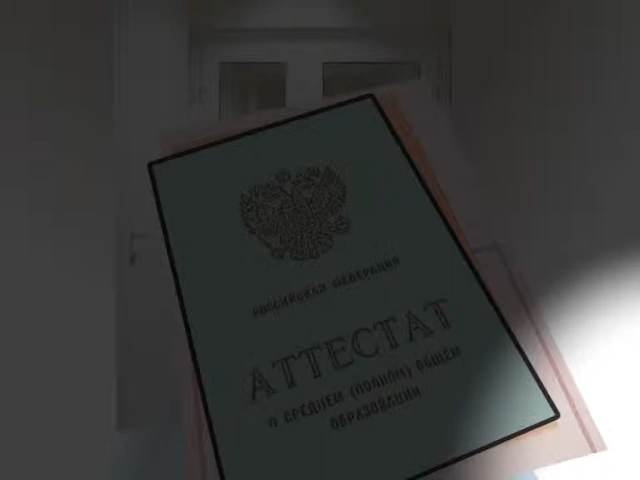 РОССИЙСКАЯ ФЕДЕРАЦИЯ
АТТЕСТАТ
О СРЕДНЕМ (ПОЛНОМ) ОБЩЕМ
ОБРАЗОВАНИИ